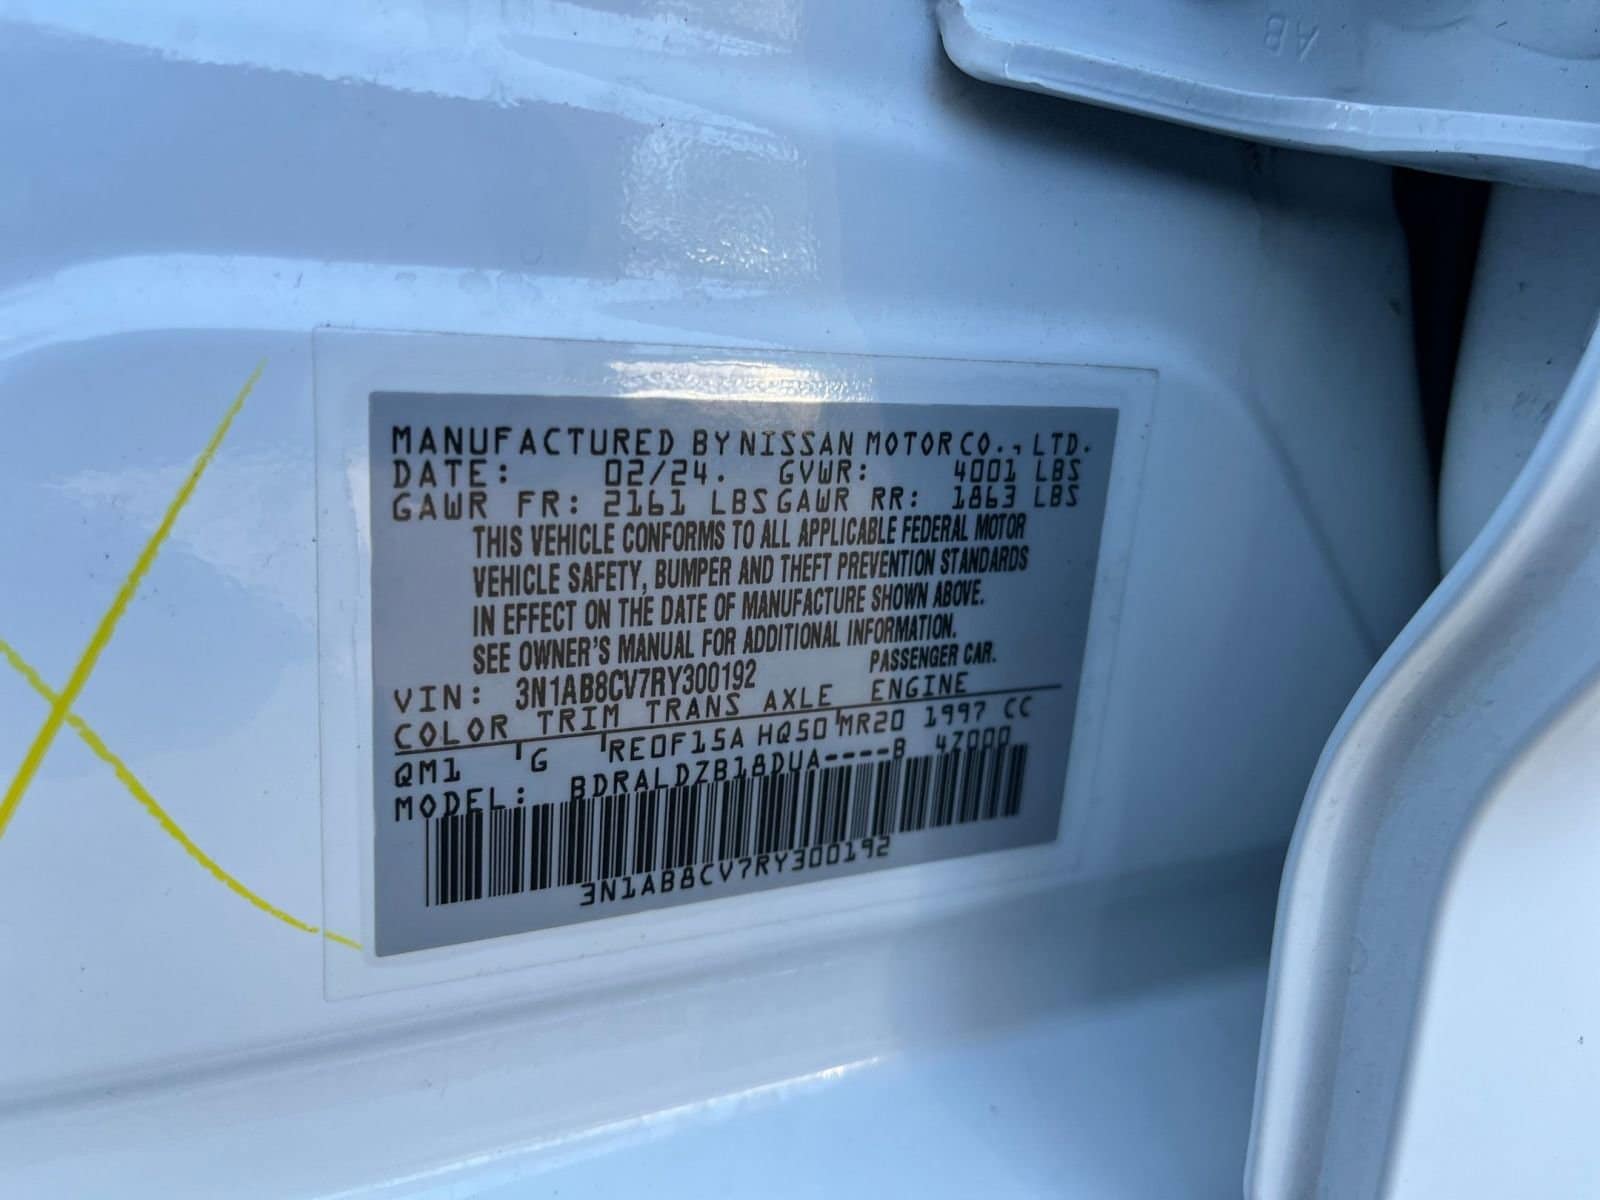 AB
MANUFACTURED BY NISSAN MOTOR CO., LTD.
DATE: 02/24. GVWR: 4001 LBS
GAWR FR: 2161 LBS GAWR RR: 1863 LBS
THIS VEHICLE CONFORMS TO ALL APPLICABLE FEDERAL MOTOR
VEHICLE SAFETY, BUMPER AND THEFT PREVENTION STANDARDS
IN EFFECT ON THE DATE OF MANUFACTURE SHOWN ABOVE.
SEE OWNER'S MANUAL FOR ADDITIONAL INFORMATION.
VIN: 3N1AB8CV7RY300192 PASSENGER CAR.
COLOR TRIM TRANS AXLE ENGINE
QM1 G RE0F15A HQ50 MR20 1997 CC
MODEL: BDRALDZB18DUA----B 4Z000
3N1AB8CV7RY300192